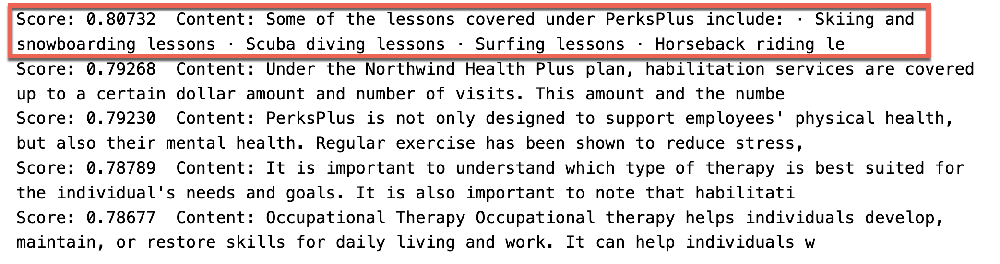 Score: 0.80732  Content: Some of the lessons covered under PerksPlus include: · Skiing and
snowboarding lessons · Scuba diving lessons · Surfing lessons · Horseback riding le
Score: 0.79268  Content: Under the Northwind Health Plus plan, habilitation services are covered
up to a certain dollar amount and number of visits. This amount and the numbe
Score: 0.79230  Content: PerksPlus is not only designed to support employees' physical health,
but also their mental health. Regular exercise has been shown to reduce stress,
Score: 0.78789  Content: It is important to understand which type of therapy is best suited for
the individual's needs and goals. It is also important to note that habilitati
Score: 0.78677  Content: Occupational Therapy Occupational therapy helps individuals develop,
maintain, or restore skills for daily living and work. It can help individuals w